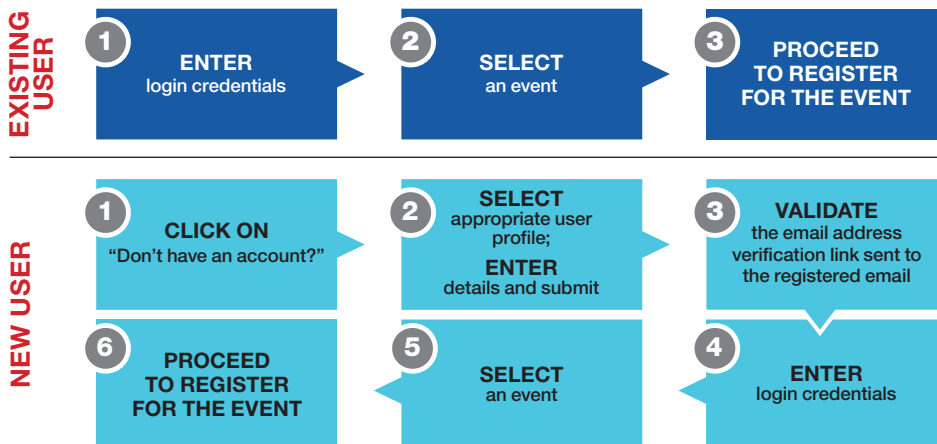 EXISTING
USER
1
ENTER
login credentials
2
SELECT
an event
3
PROCEED
TO REGISTER
FOR THE EVENT
NEW USER
1
CLICK ON
“Don’t have an account?”
2
SELECT
appropriate user
profile;
ENTER
details and submit
3
VALIDATE
the email address
verification link sent to
the registered email
4
ENTER
login credentials
5
SELECT
an event
6
PROCEED
TO REGISTER
FOR THE EVENT